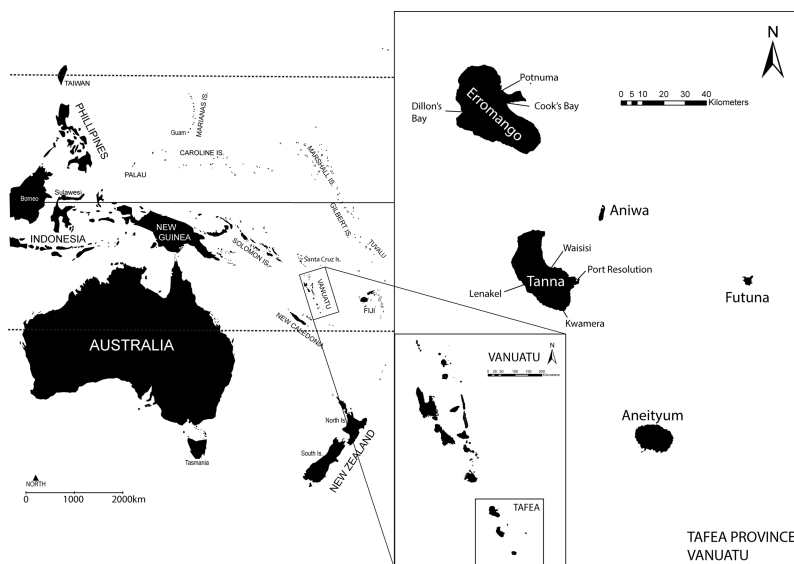 TAIWAN
PHILLIPINES
MARIANAS IS.
Guam
CAROLINE IS.
PALAU
MARSHALL IS.
GILBERT IS.
TUVALU
Borneo
Sulawesi
INDONESIA
NEW
GUINEA
SOLOMON IS.
Santa Cruz Is.
VANUATU
FIJI
NEW CALEDONIA
AUSTRALIA
Tasmania
North Is.
South Is.
NEW ZEALAND
NORTH
0 1000 2000km
N
Potnuma
Erromango
Dillon's
Bay
Cook's Bay
0 5 10 20 30 40
Kilometers
Aniwa
Waisisi
Port Resolution
Tanna
Lenakel
Kwamera
Futuna
Aneityum
VANUATU
N
Kilometers
TAFEA
TAFEA PROVINCE
VANUATU